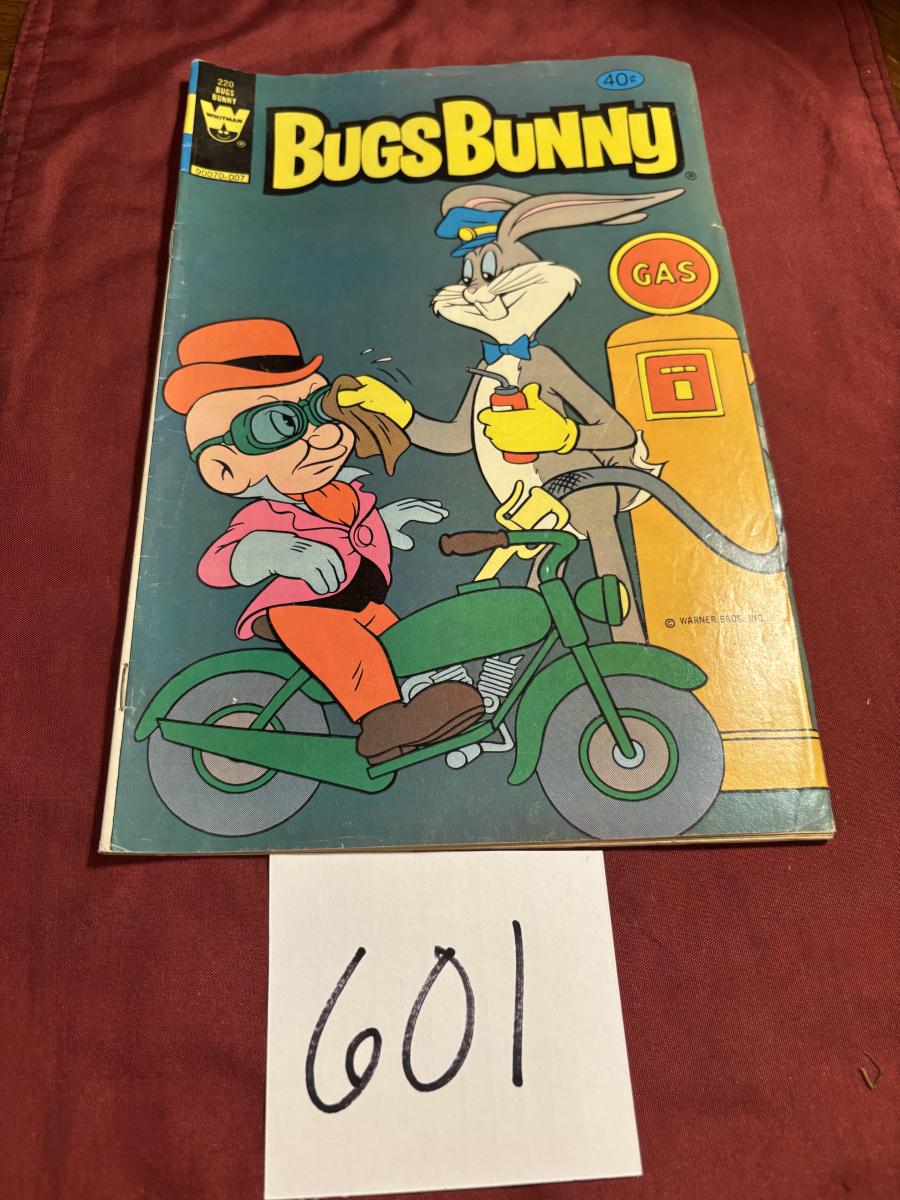 220
BUGS
BUNNY
WHITMAN
®
90070-007
40¢
BUGS BUNNY®
GAS
© WARNER BROS. INC.
601